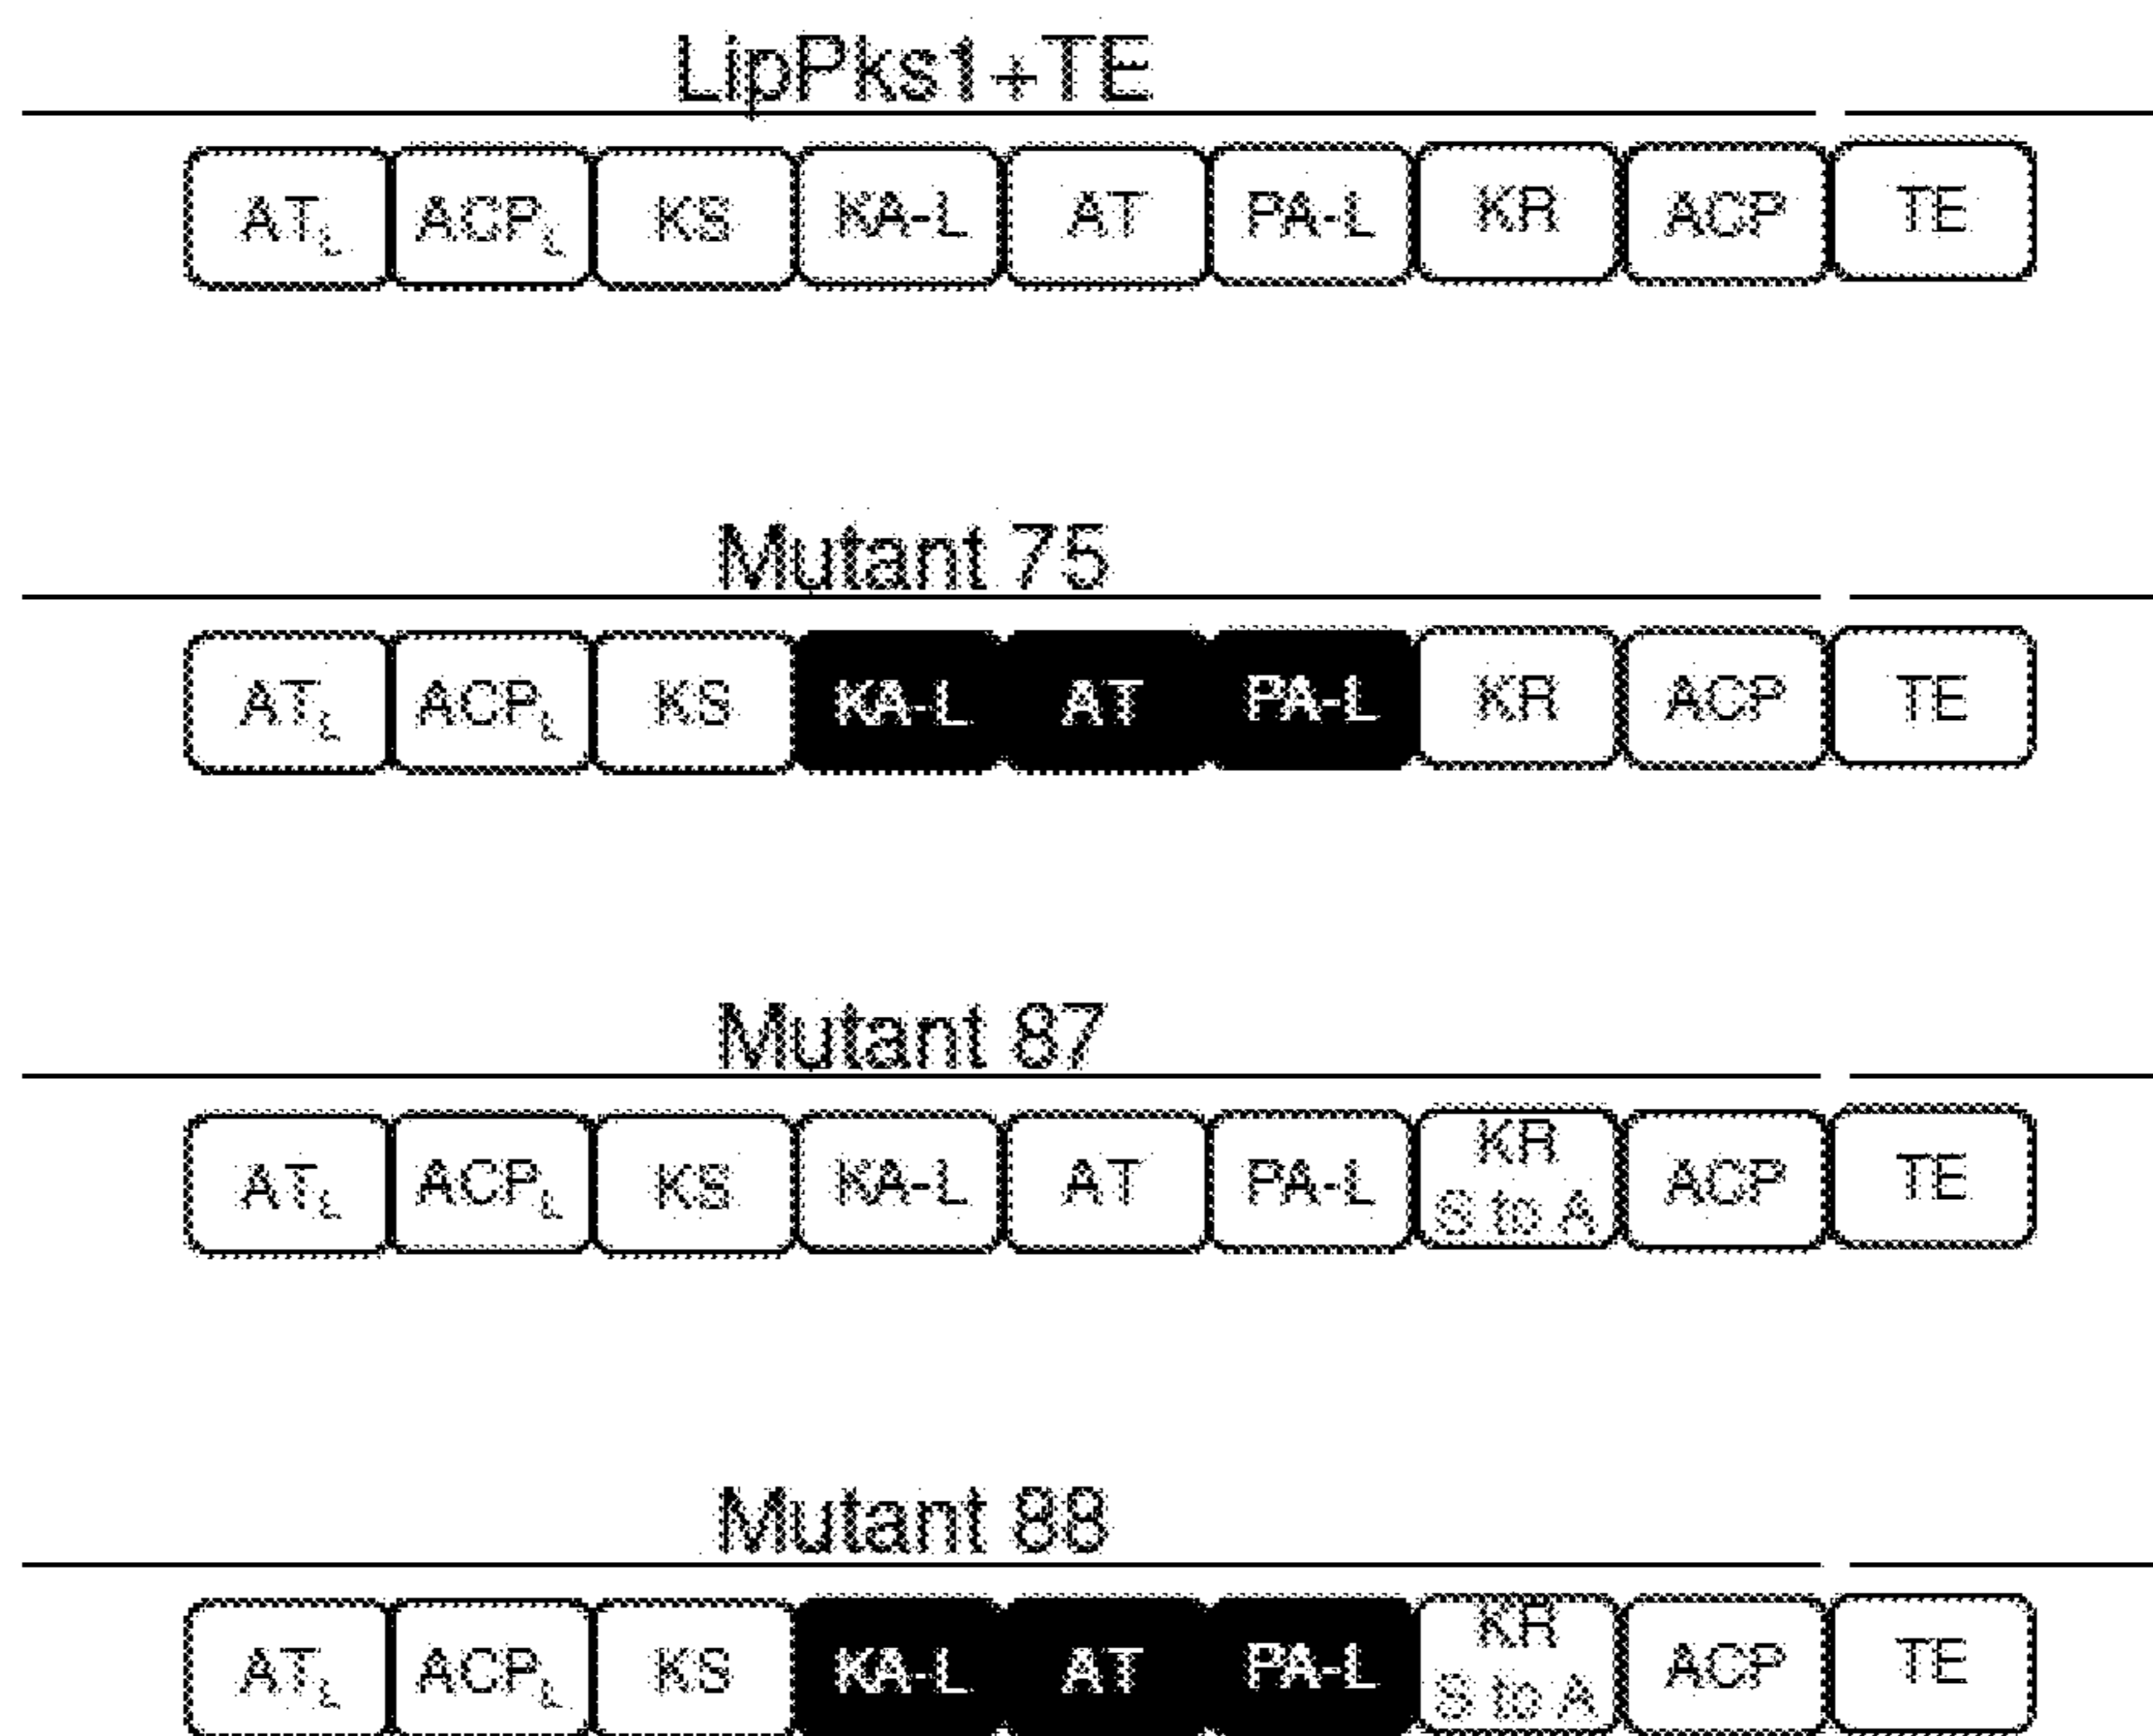 LipPks1+TE
ATL ACPL KS KA-L AT PA-L KR ACP TE
Mutant 75
ATL ACPL KS KA-L AT PA-L KR ACP TE
Mutant 87
ATL ACPL KS KA-L AT PA-L KR S to A ACP TE
Mutant 88
ATL ACPL KS KA-L AT PA-L KR S to A ACP TE